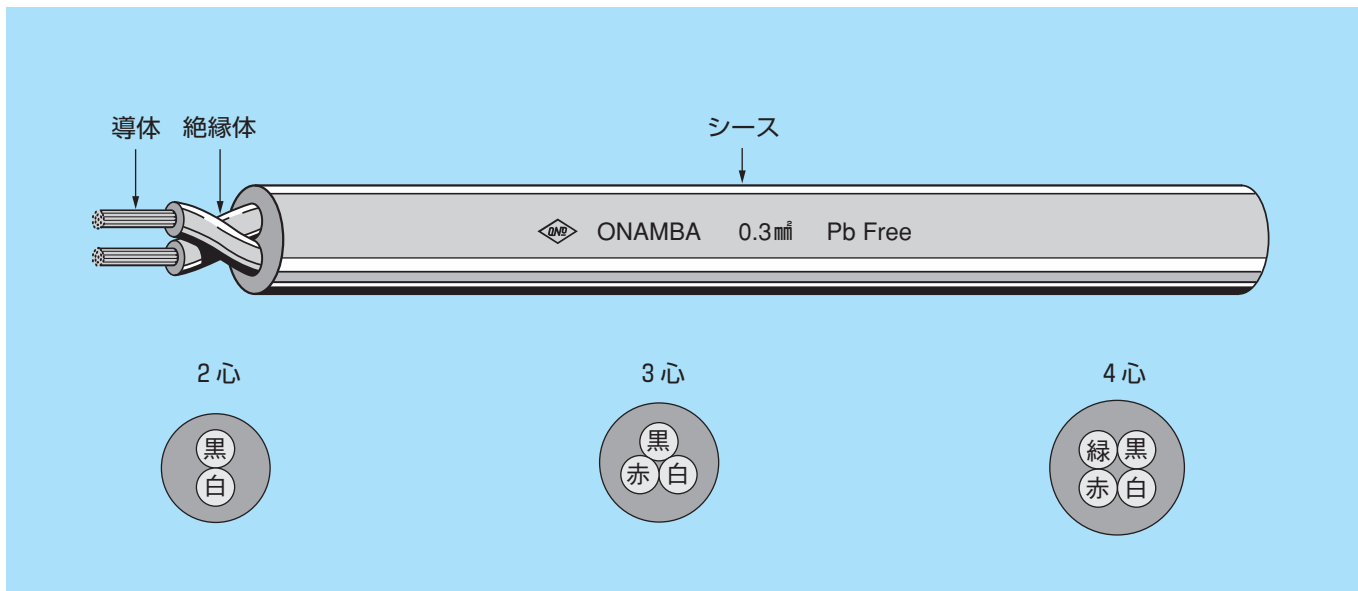 導体 絶縁体 シース
ONAMBA 0.3㎟ Pb Free
2心 3心 4心
黒 黒 緑 黒
白 赤 白 赤 白